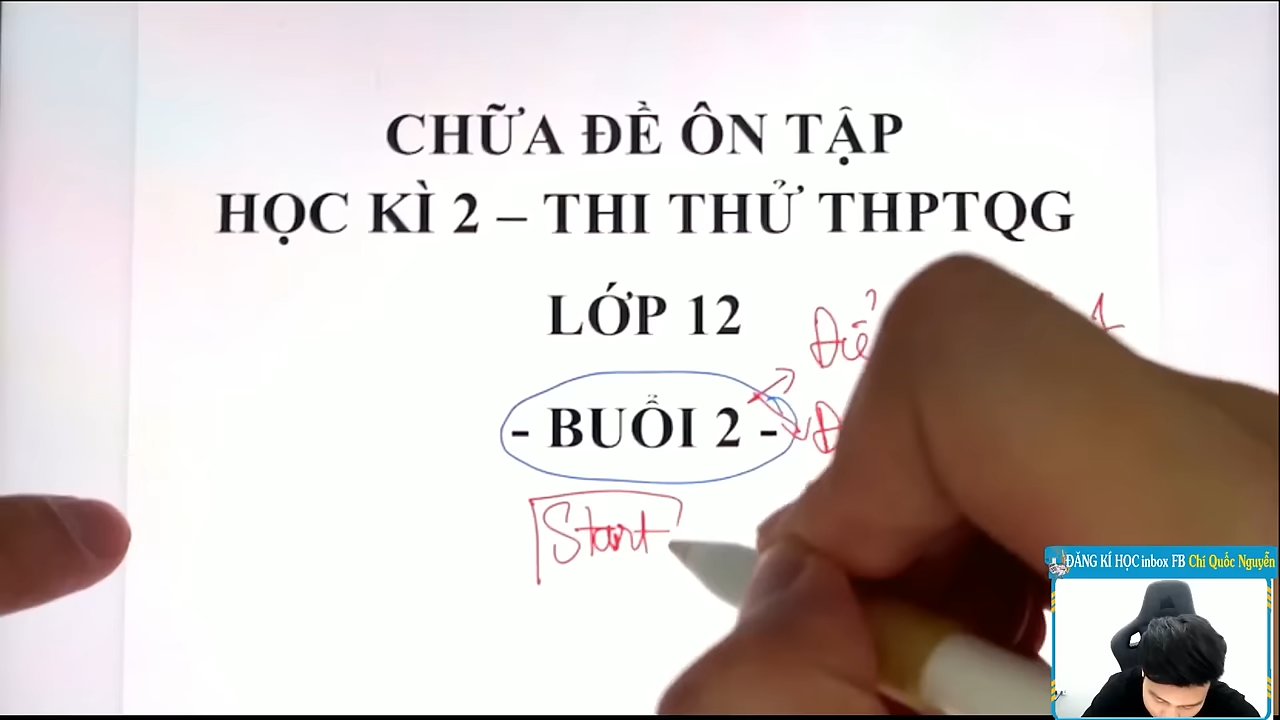 CHỮA ĐỀ ÔN TẬP
HỌC KÌ 2 – THI THỬ THPTQG
LỚP 12
- BUỔI 2 -
Start
ĐĂNG KÍ HỌC inbox FB Chí Quốc Nguyễn